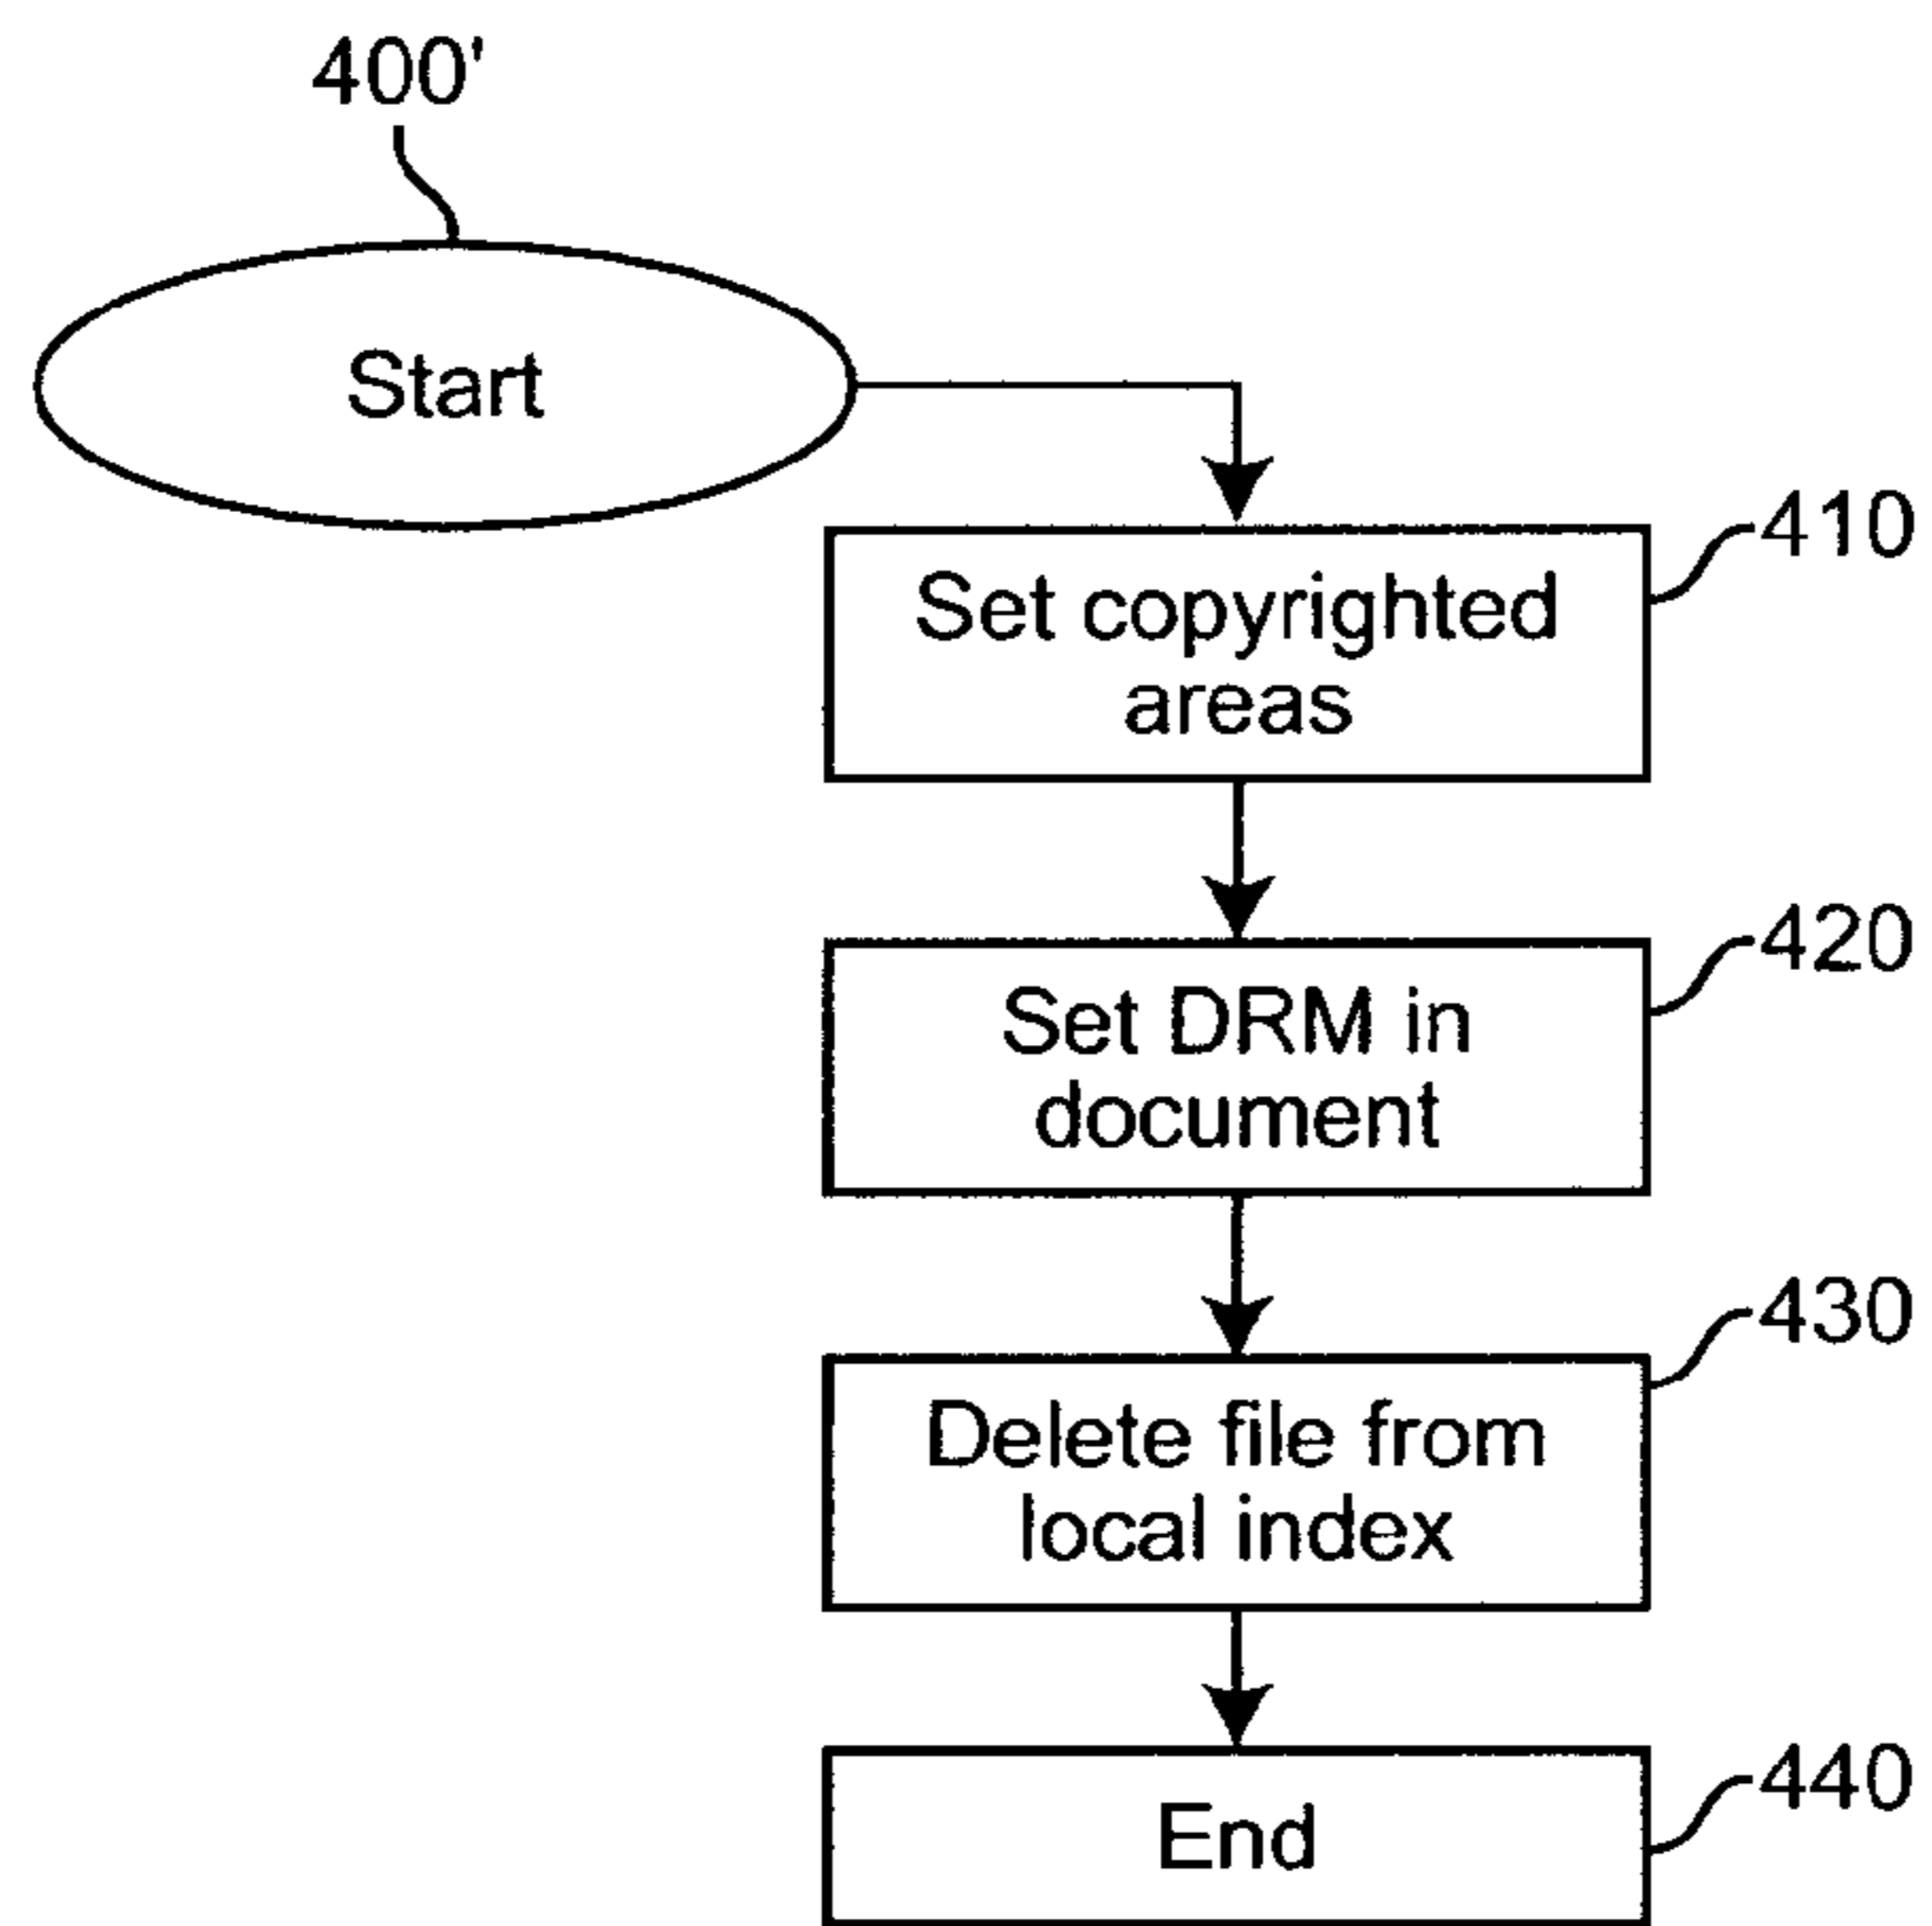 400'
Start
410
Set copyrighted
areas
420
Set DRM in
document
430
Delete file from
local index
440
End